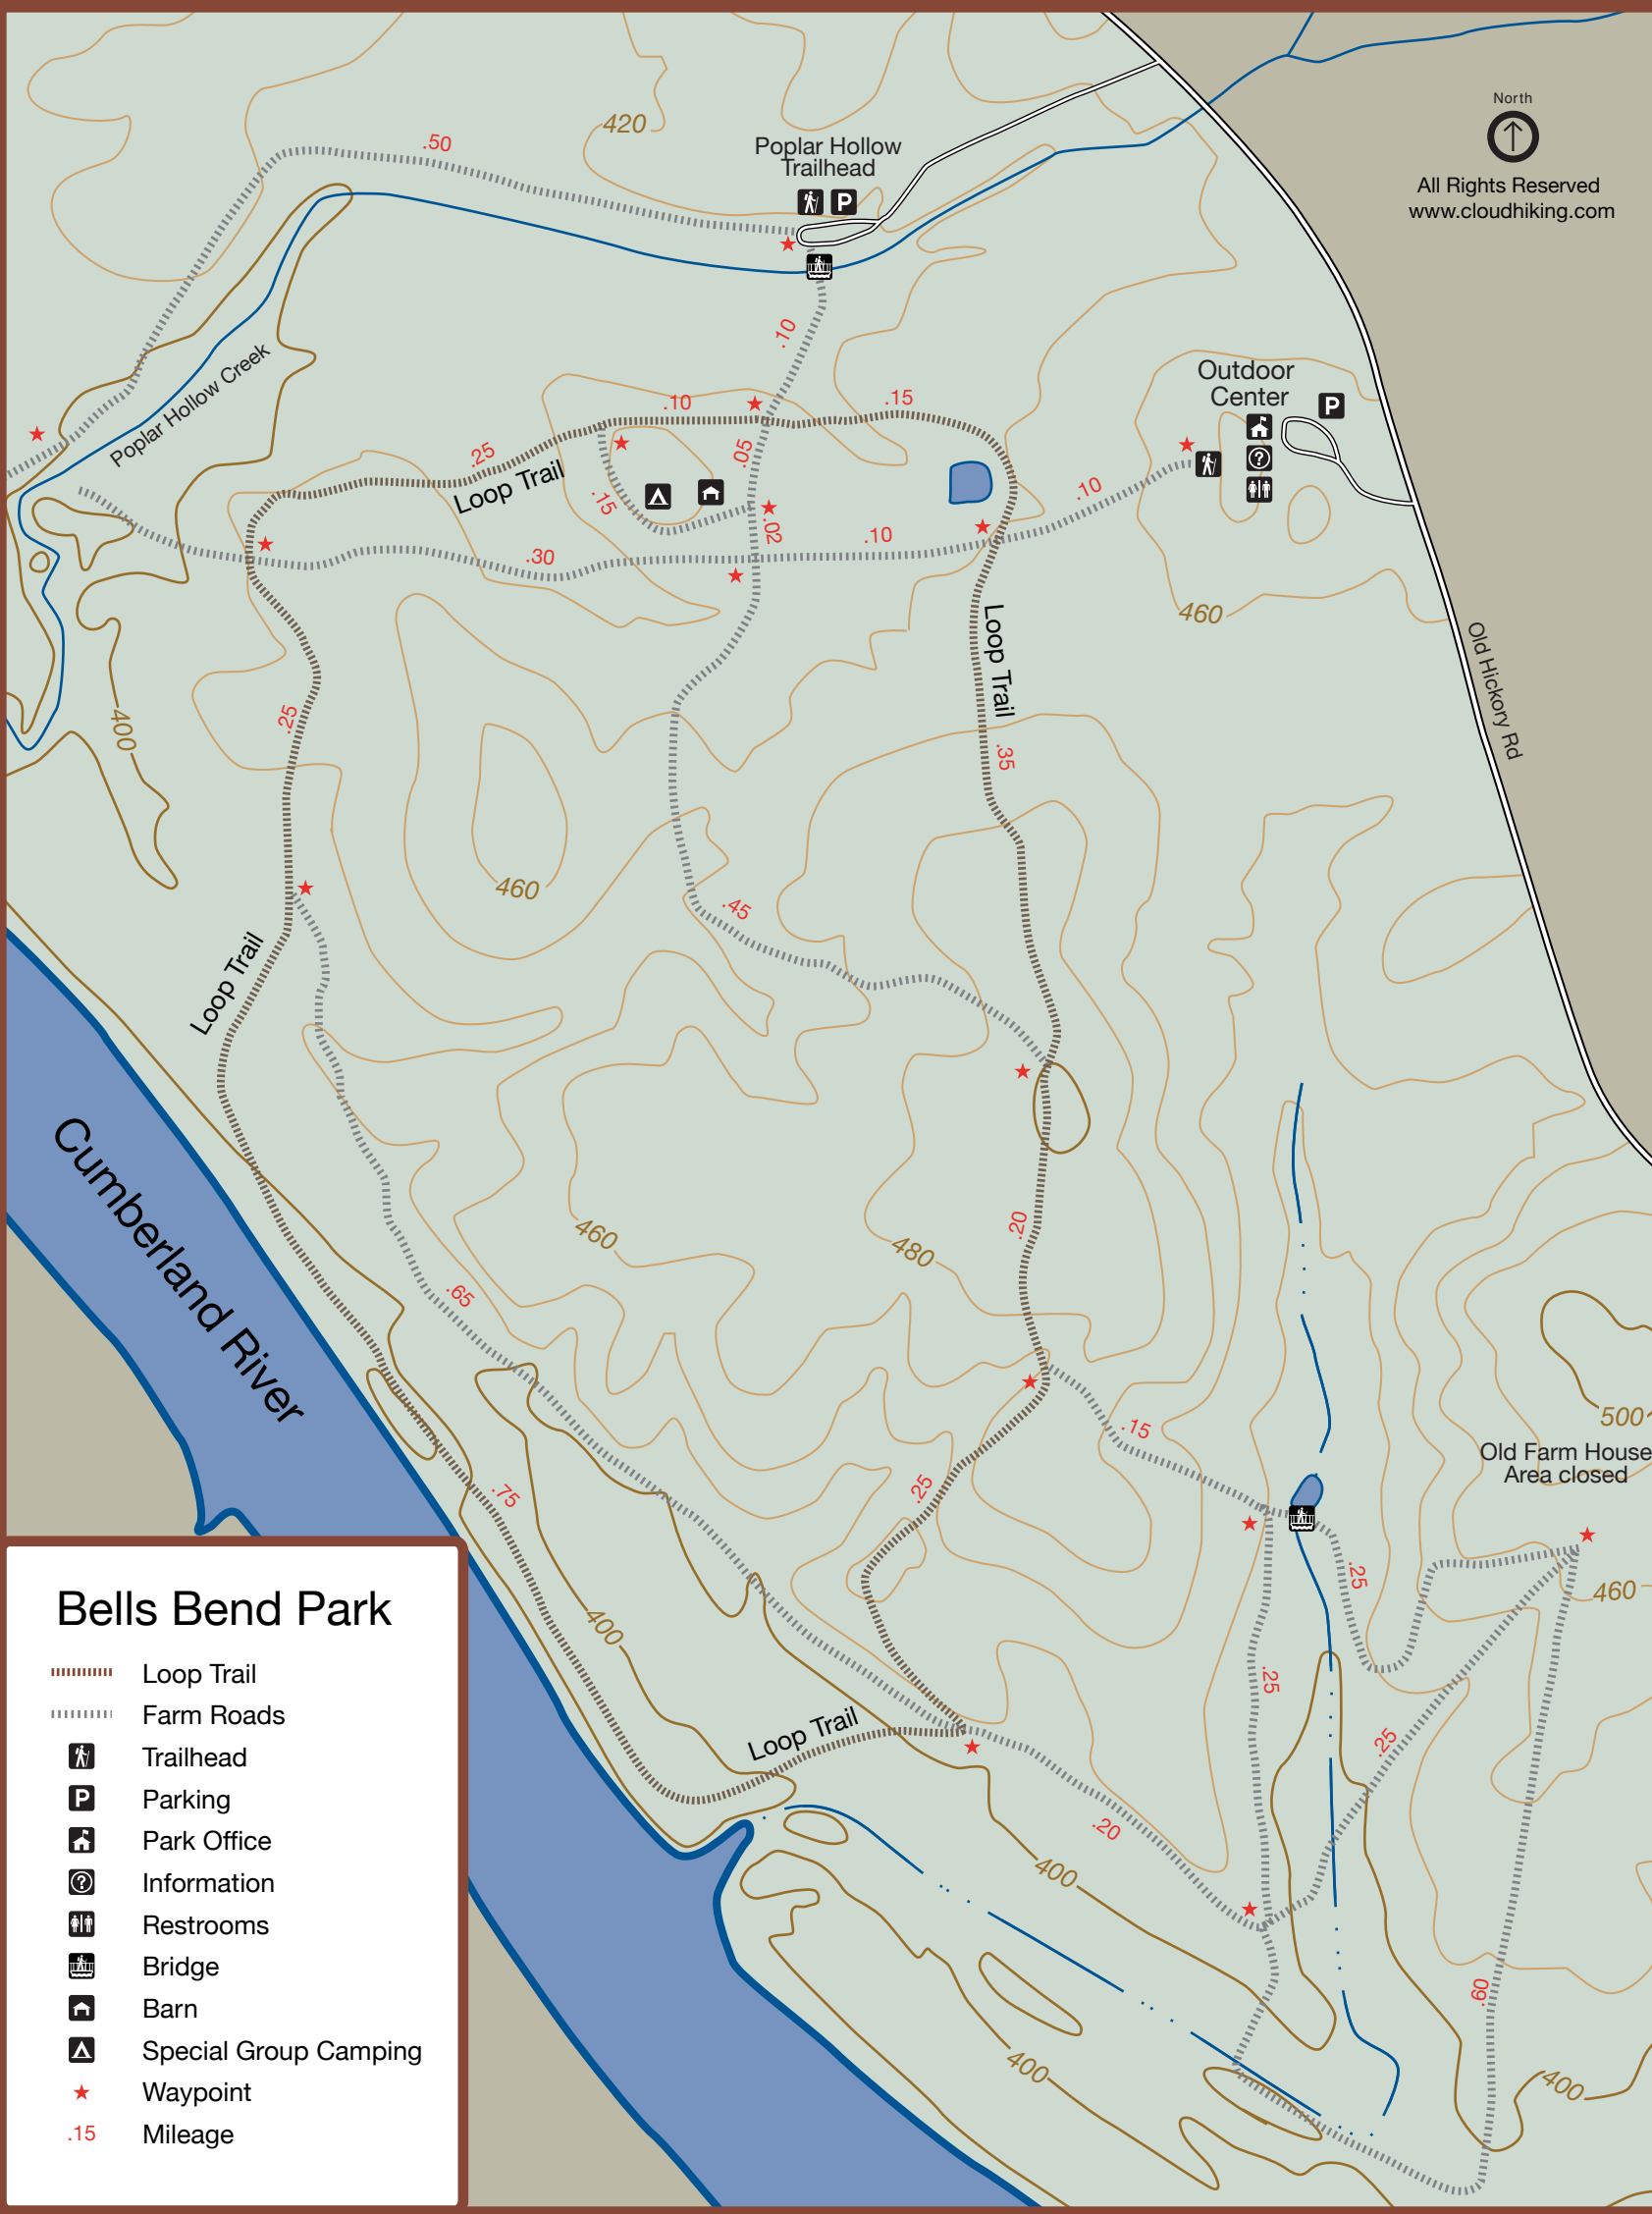 North
All Rights Reserved
www.cloudhiking.com
.50
420
Poplar Hollow
Trailhead
P
.10
Poplar Hollow Creek
Outdoor
Center
P
?
.10
.15
.25
Loop Trail
.05
.15
.02
.10
.10
.30
460
Loop Trail
Old Hickory Rd
400
.25
.35
460
.45
Loop Trail
Cumberland River
460
480
.20
.65
500
.15
Old Farm House
Area closed
.75
.25
.25
460
400
.25
Loop Trail
.25
.20
400
.60
400
400
Bells Bend Park
Loop Trail
Farm Roads
Trailhead
P Parking
Park Office
? Information
Restrooms
Bridge
Barn
Special Group Camping
Waypoint
.15 Mileage